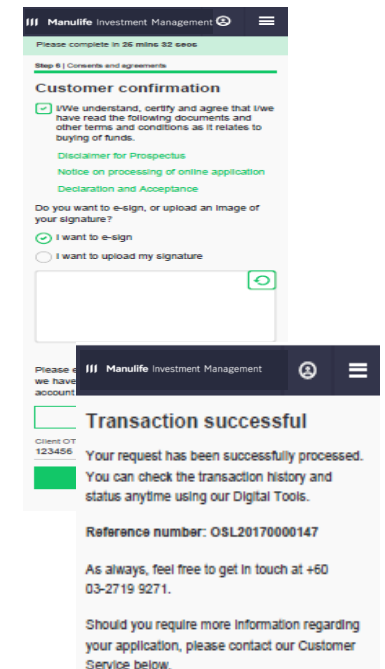 Manulife Investment Management
Please complete in 26 mins 32 secs
Step 6 | Consents and agreements
Customer confirmation
I/We understand, certify and agree that I/we
have read the following documents and
other terms and conditions as it relates to
buying of funds.
Disclaimer for Prospectus
Notice on processing of online application
Declaration and Acceptance
Do you want to e-sign, or upload an image of
your signature?
I want to e-sign
I want to upload my signature
Please
we have
account
Client OT
123456
Manulife Investment Management
Transaction successful
Your request has been successfully processed.
You can check the transaction history and
status anytime using our Digital Tools.
Reference number: OSL20170000147
As always, feel free to get in touch at +60
03-2719 9271.
Should you require more information regarding
your application, please contact our Customer
Service below.